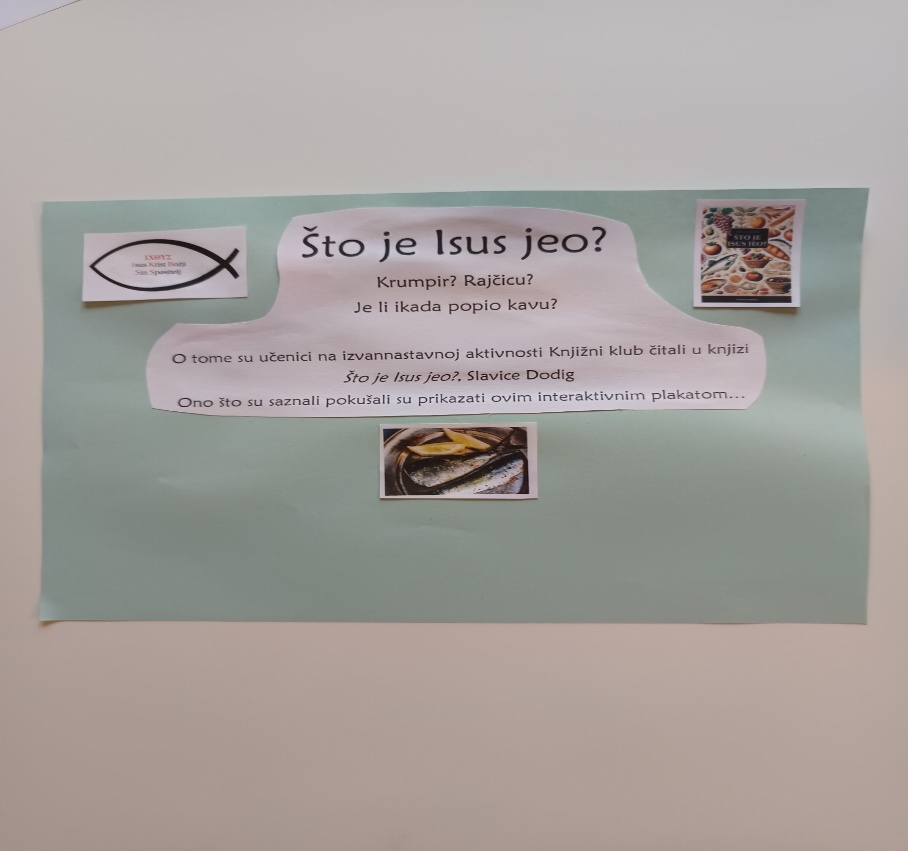 Što je Isus jeo?
Krumpir? Rajčicu?
Je li ikada popio kavu?
O tome su učenici na izvannastavnoj aktivnosti Knjižni klub čitali u knjizi
Što je Isus jeo?, Slavice Dodig
Ono što su saznali pokušali su prikazati ovim interaktivnim plakatom...
Isus Krist Božji
Sin Spasitelj
ŠTO JE
ISUS JEO?